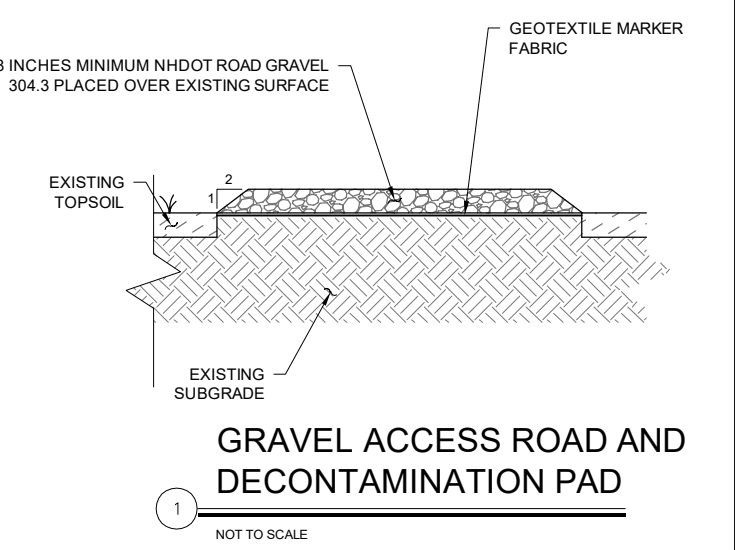 GEOTEXTILE MARKER
FABRIC
INCHES MINIMUM NHDOT ROAD GRAVEL
304.3 PLACED OVER EXISTING SURFACE
EXISTING
TOPSOIL
2
1
EXISTING
SUBGRADE
GRAVEL ACCESS ROAD AND
DECONTAMINATION PAD
1
NOT TO SCALE